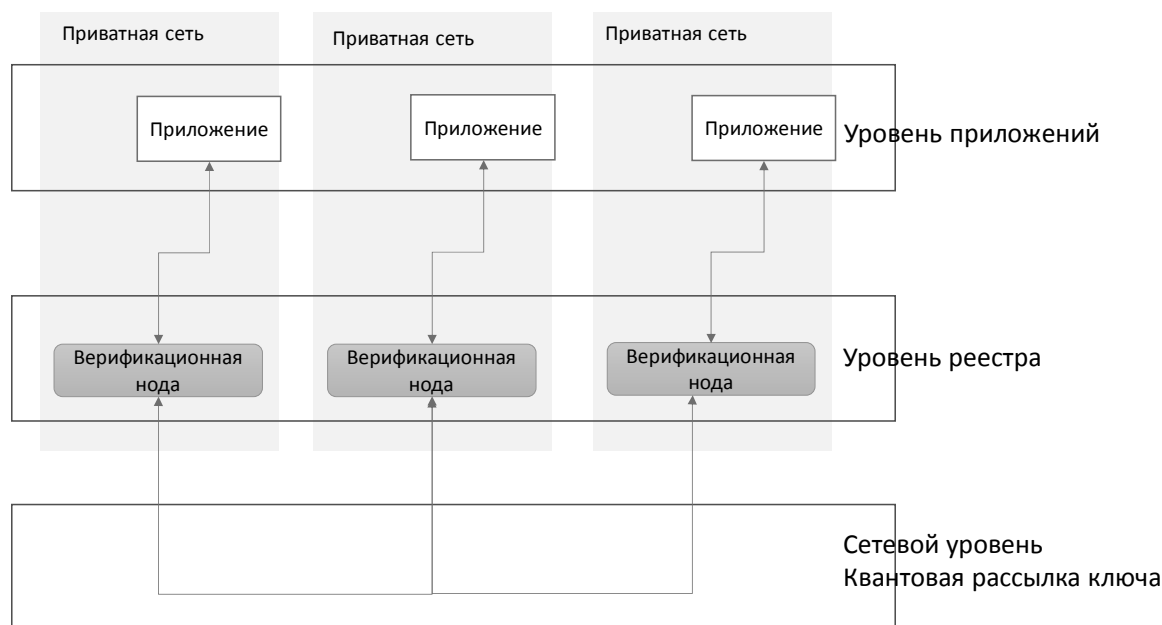 Приватная сеть
Приватная сеть
Приватная сеть
Приложение
Приложение
Приложение
Уровень приложений
Верификационная
нода
Верификационная
нода
Верификационная
нода
Уровень реестра
Сетевой уровень
Квантовая рассылка ключа